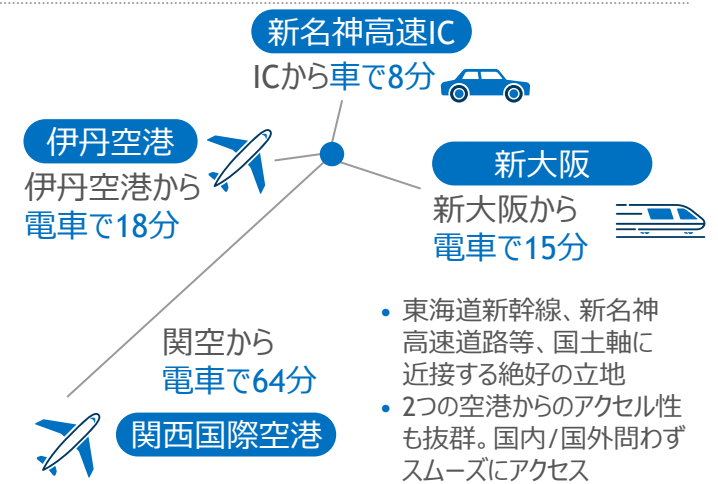 新名神高速IC
ICから車で8分
伊丹空港
伊丹空港から
電車で18分
新大阪
新大阪から
電車で15分
関空から
電車で64分
関西国際空港
• 東海道新幹線、新名神
高速道路等、国土軸に
近接する絶好の立地
• 2つの空港からのアクセル性
も抜群。国内/国外問わず
スムーズにアクセス